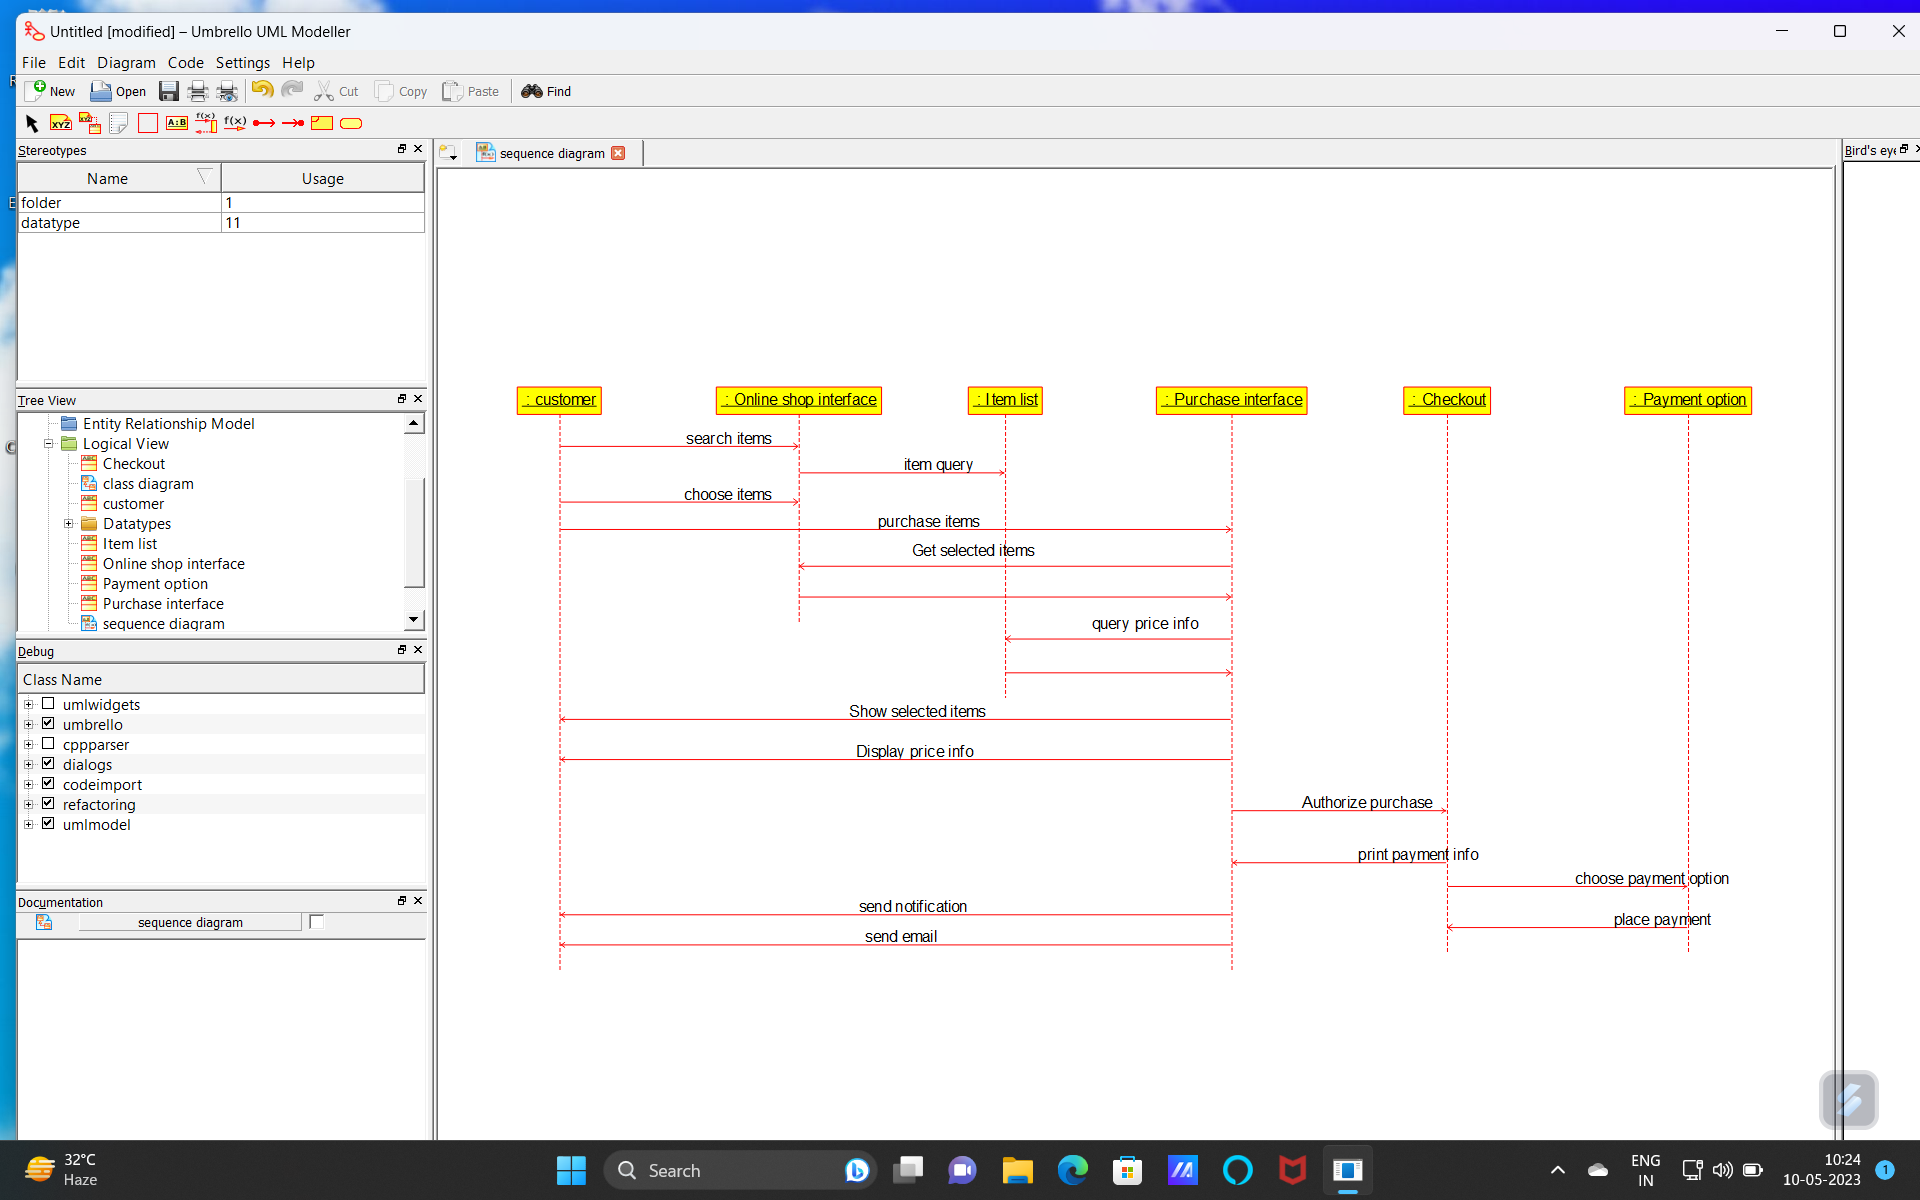 Untitled [modified] – Umbrello UML Modeller
File Edit Diagram Code Settings Help
New Open Cut Copy Paste Find
XYZ A:B f(x) f(x)
Stereotypes
Name Usage
folder 1
datatype 11
Tree View
Entity Relationship Model
Logical View
Checkout
class diagram
customer
Datatypes
Item list
Online shop interface
Payment option
Purchase interface
sequence diagram
Debug
Class Name
umlwidgets
umbrello
cppparser
dialogs
codeimport
refactoring
umlmodel
Documentation
sequence diagram
sequence diagram
Bird's eye
: customer : Online shop interface : Item list : Purchase interface : Checkout : Payment option
search items
item query
choose items
purchase items
Get selected items
query price info
Show selected items
Display price info
Authorize purchase
print payment info
choose payment option
send notification
place payment
send email
32°C
Haze
Search
ENG
IN
10:24
10-05-2023
1